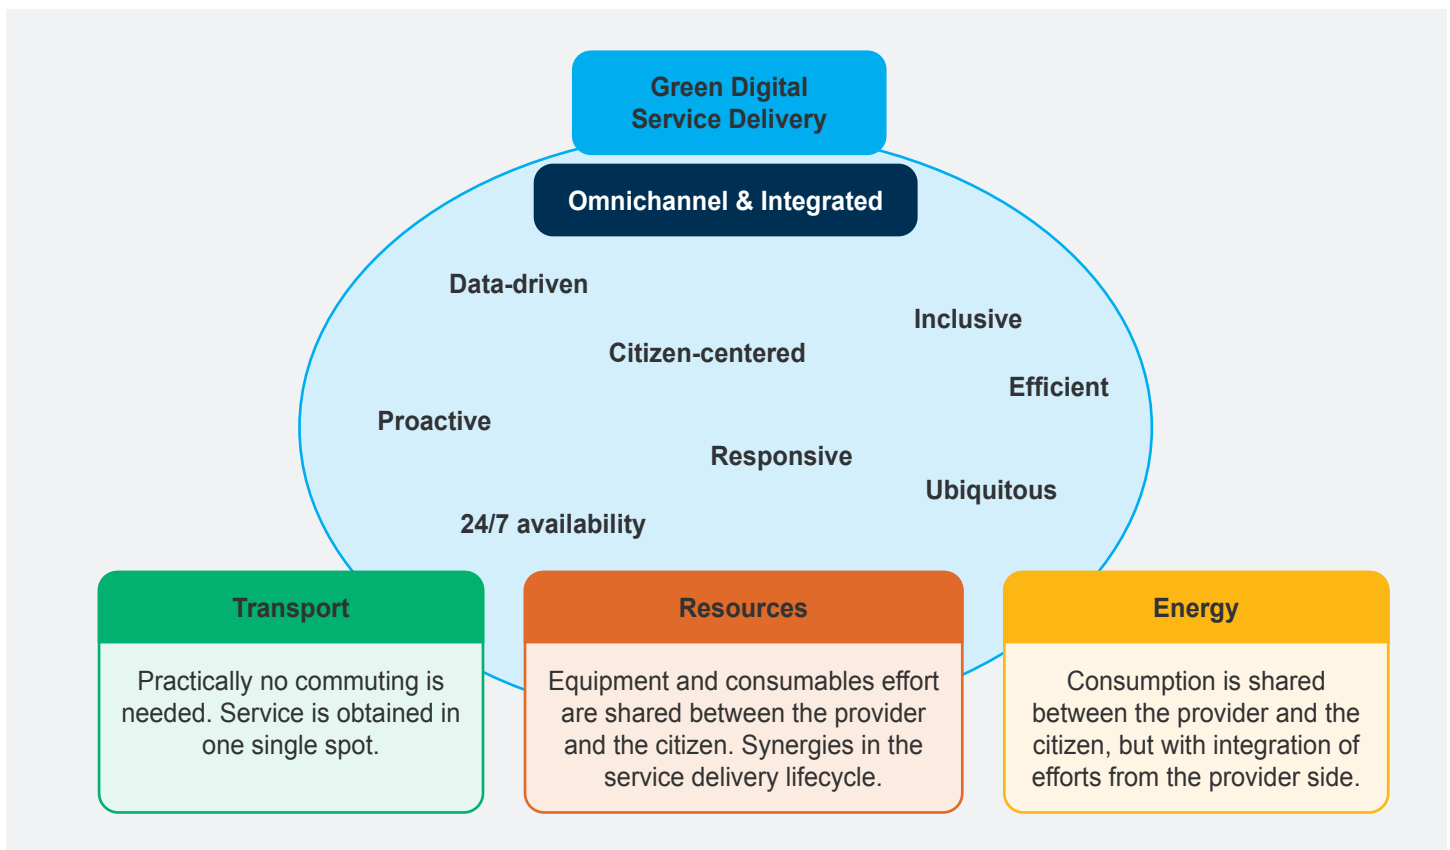 Green Digital
Service Delivery
Omnichannel & Integrated
Data-driven
Inclusive
Citizen-centered
Efficient
Proactive
Responsive
Ubiquitous
24/7 availability
Transport
Practically no commuting is
needed. Service is obtained in
one single spot.
Resources
Equipment and consumables effort
are shared between the provider
and the citizen. Synergies in the
service delivery lifecycle.
Energy
Consumption is shared
between the provider and the
citizen, but with integration of
efforts from the provider side.